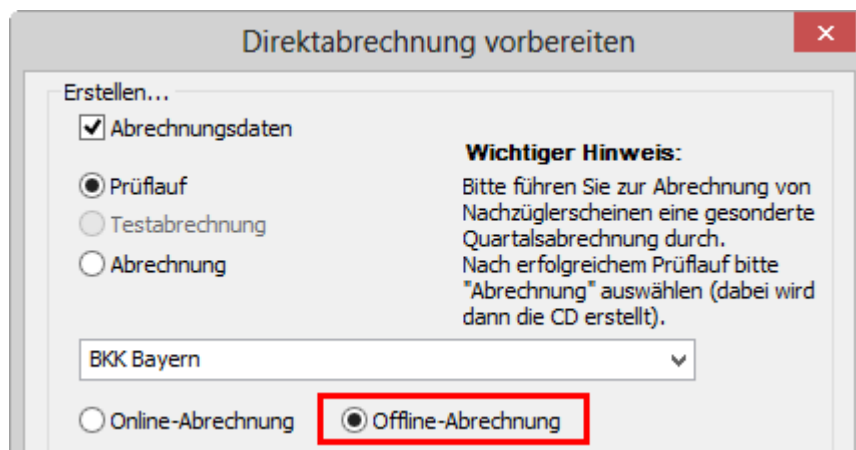 Direktabrechnung vorbereiten
Erstellen...
Abrechnungsdaten
Prüflauf
Testabrechnung
Abrechnung
Wichtiger Hinweis:
Bitte führen Sie zur Abrechnung von
Nachzüglerscheinen eine gesonderte
Quartalsabrechnung durch.
Nach erfolgreichem Prüflauf bitte
"Abrechnung" auswählen (dabei wird
dann die CD erstellt).
BKK Bayern
Online-Abrechnung
Offline-Abrechnung